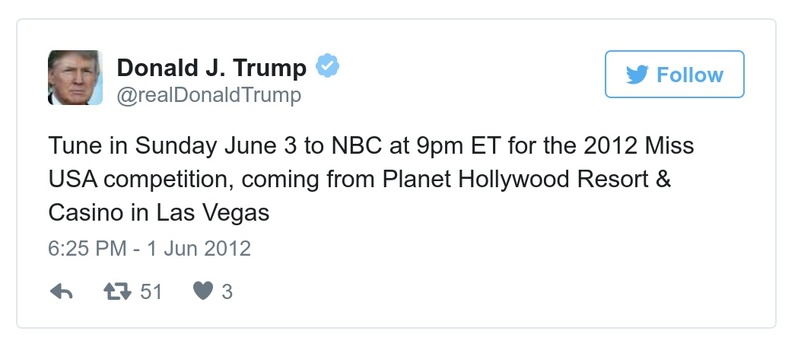 Donald J. Trump
@realDonaldTrump
Follow
Tune in Sunday June 3 to NBC at 9pm ET for the 2012 Miss
USA competition, coming from Planet Hollywood Resort &
Casino in Las Vegas
6:25 PM - 1 Jun 2012
51 3